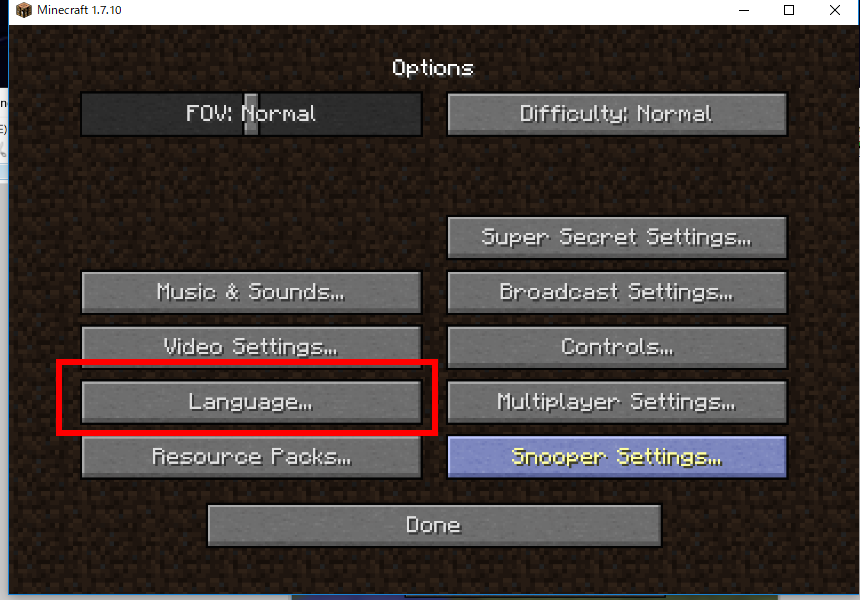 Minecraft 1.7.10
Options
FOV: Normal
Difficulty: Normal
Super Secret Settings...
Music & Sounds...
Broadcast Settings...
Video Settings...
Controls...
Language...
Multiplayer Settings...
Resource Packs...
Snooper Settings...
Done